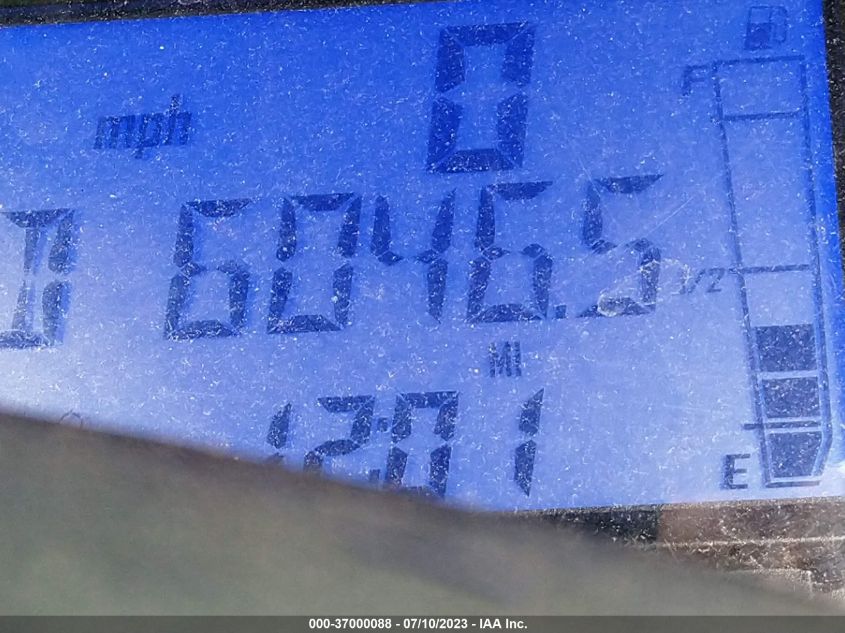 0
mph
F
6046.5
1/2
MI
12:01
E
000-37000088 - 07/10/2023 - IAA Inc.